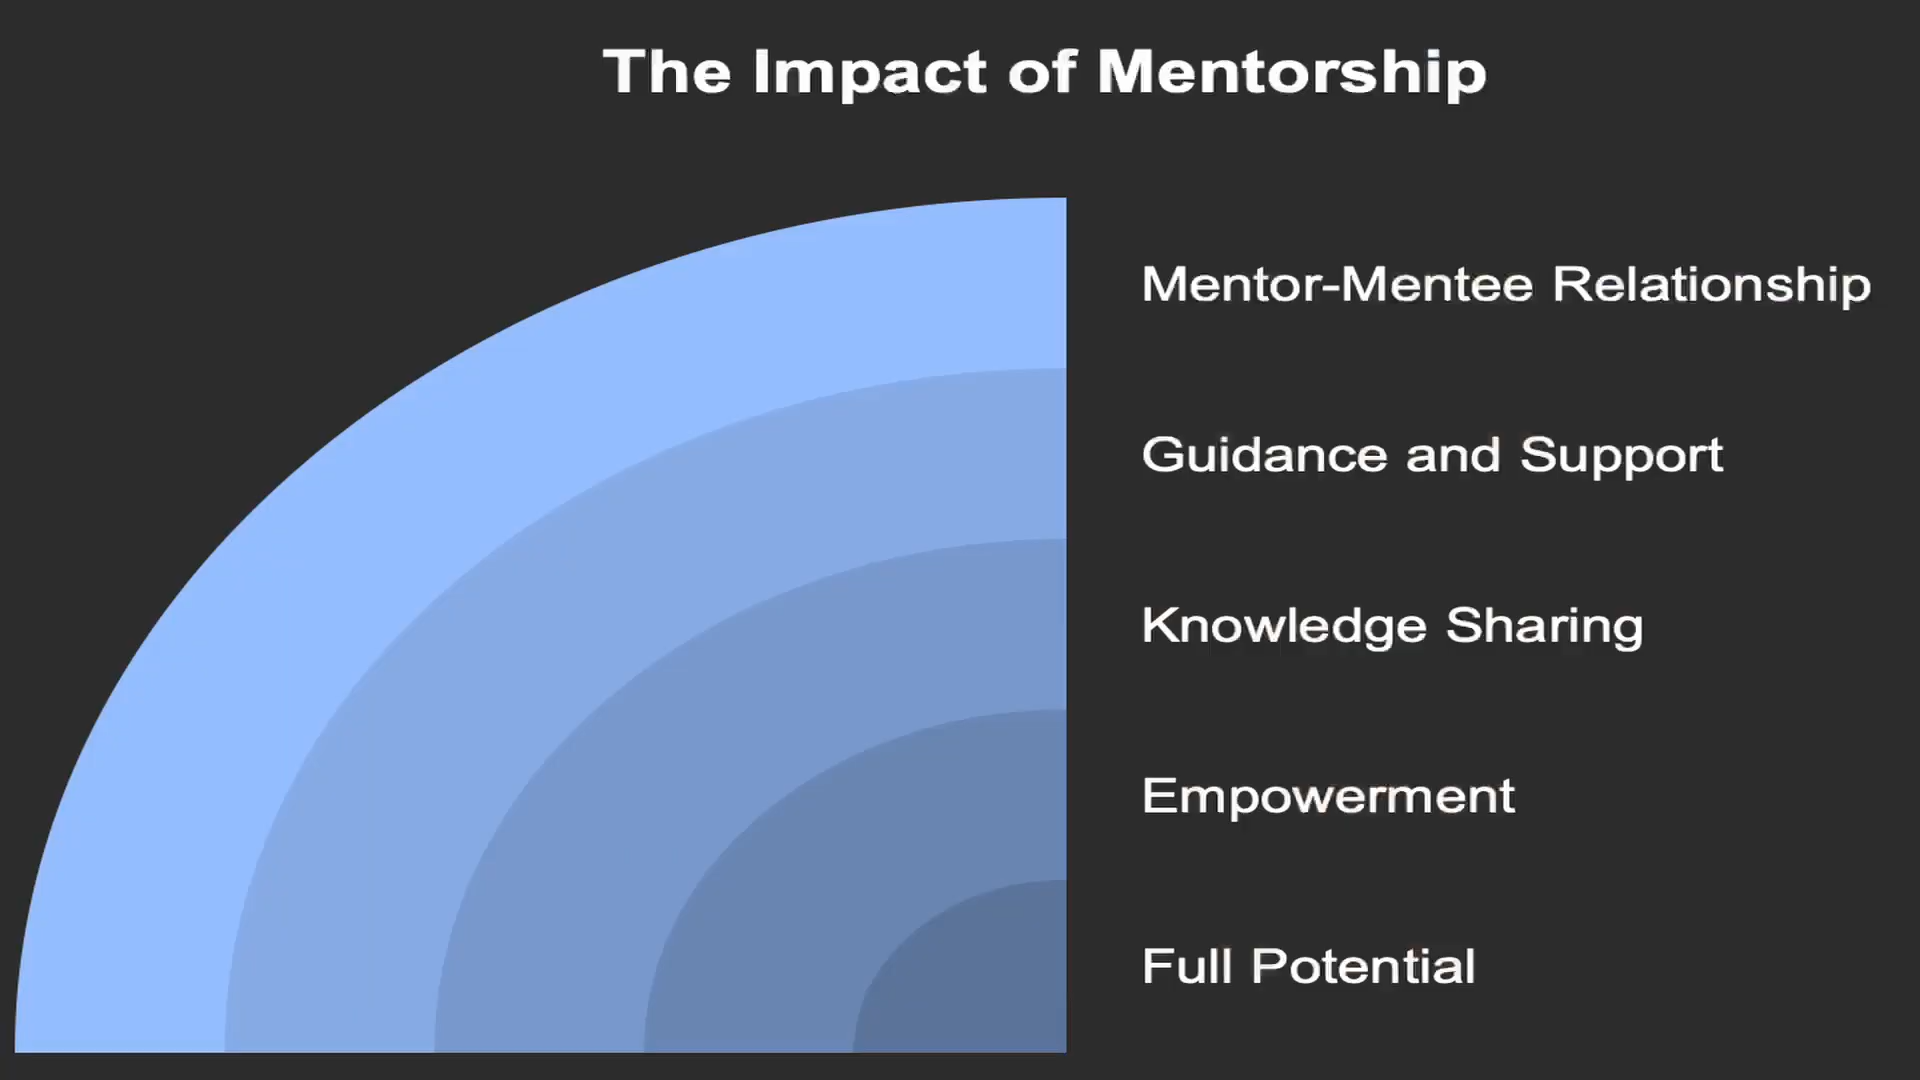 The Impact of Mentorship
Mentor-Mentee Relationship
Guidance and Support
Knowledge Sharing
Empowerment
Full Potential